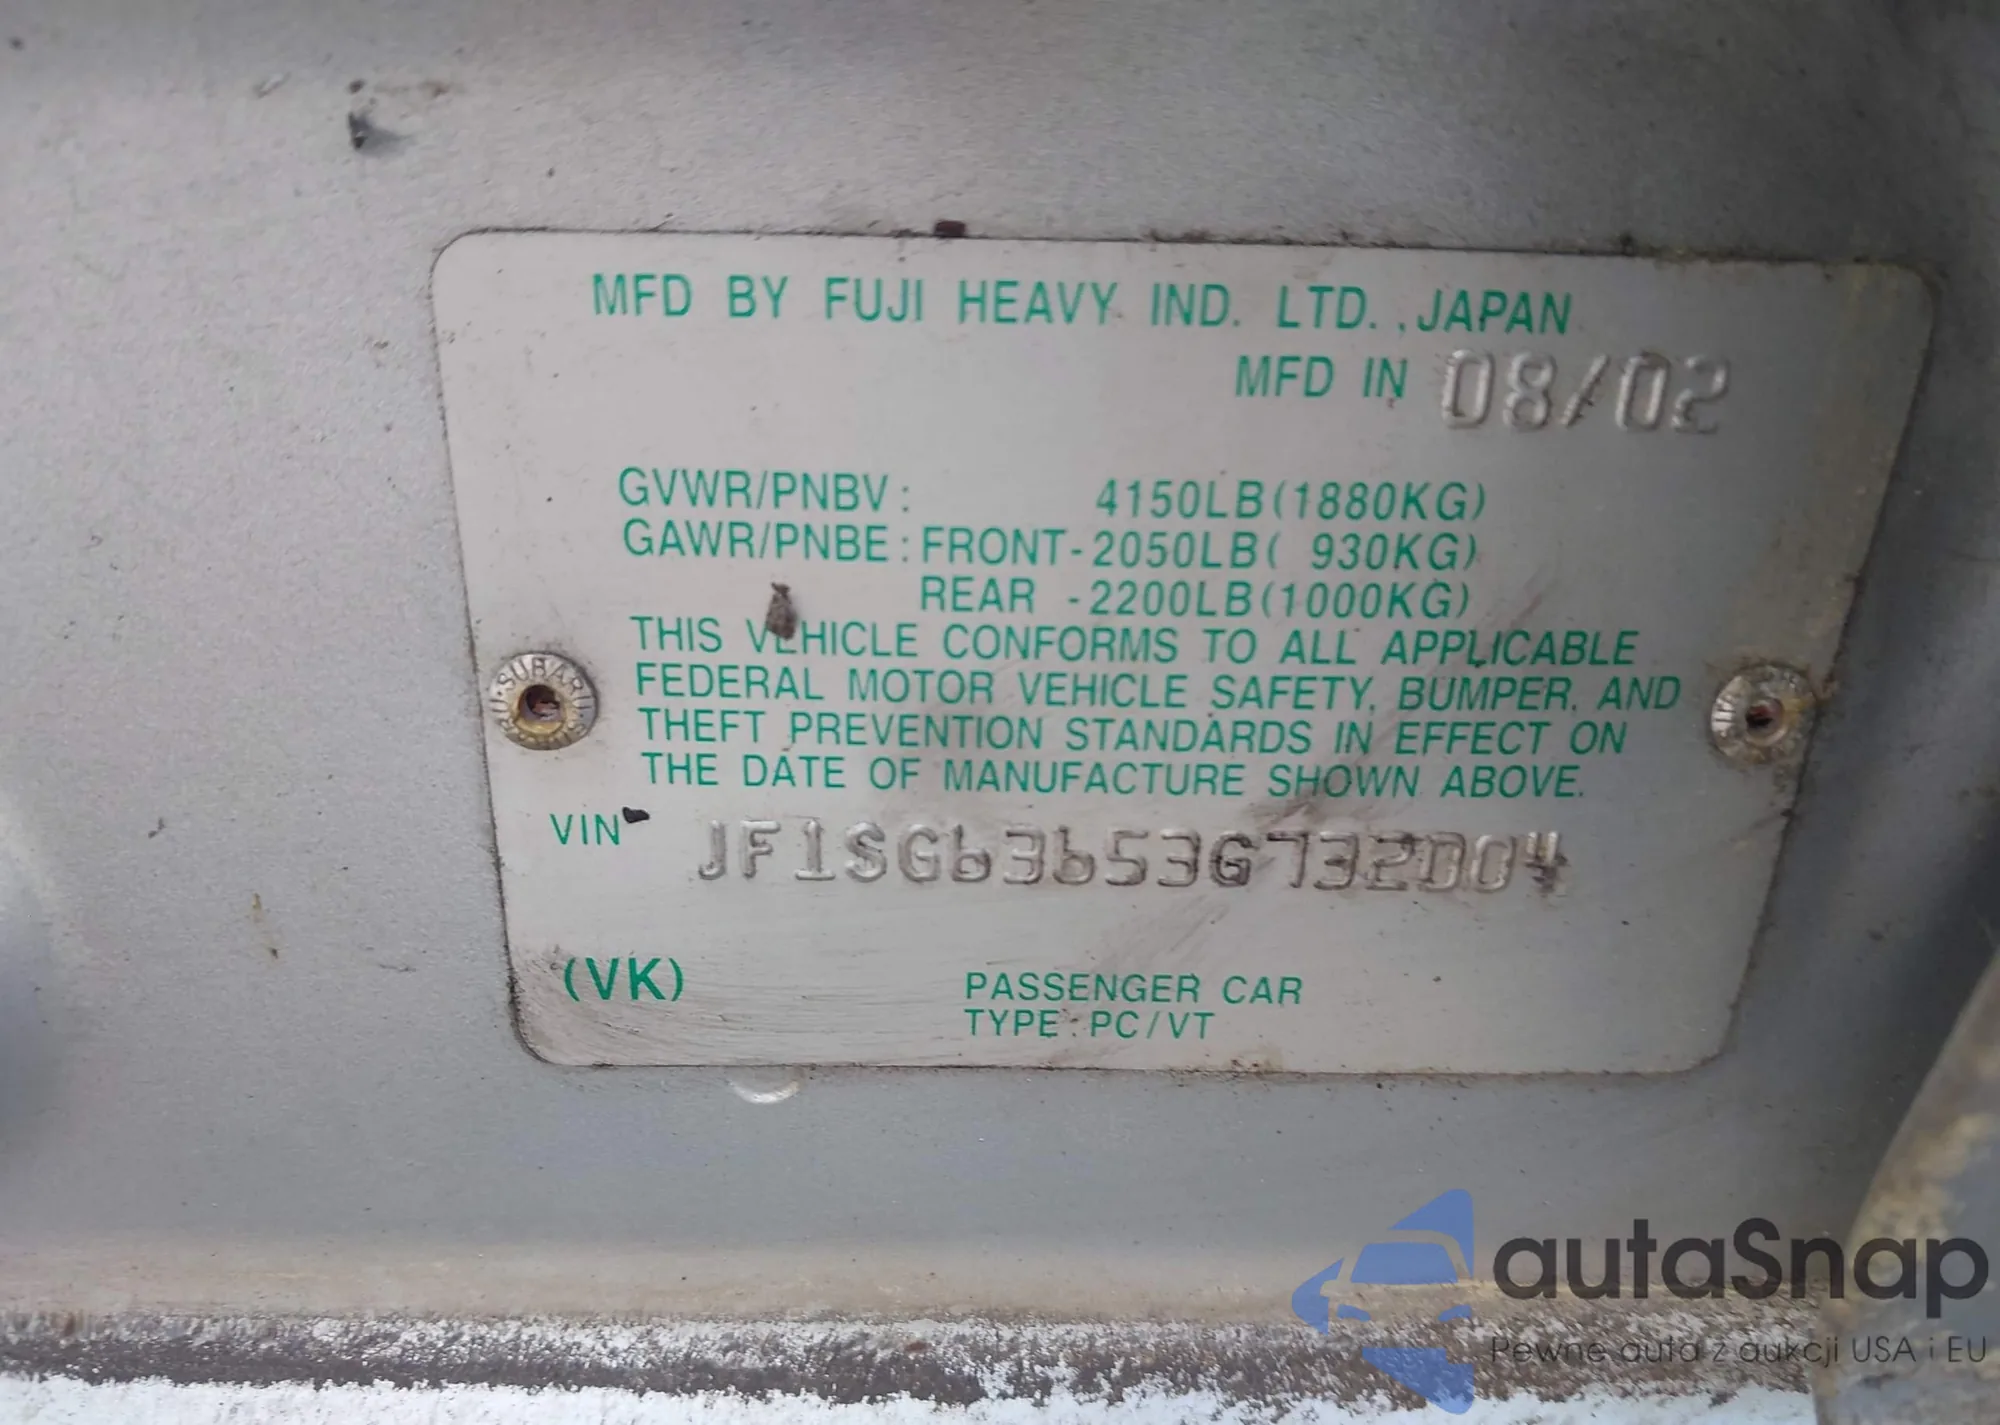 MFD BY FUJI HEAVY IND. LTD., JAPAN
MFD IN 08/02
GVWR/PNBV: 4150LB(1880KG)
GAWR/PNBE: FRONT-2050LB( 930KG)
REAR -2200LB(1000KG)
THIS VEHICLE CONFORMS TO ALL APPLICABLE
FEDERAL MOTOR VEHICLE SAFETY, BUMPER, AND
THEFT PREVENTION STANDARDS IN EFFECT ON
THE DATE OF MANUFACTURE SHOWN ABOVE.
VIN JF1SG63653G732004
(VK) PASSENGER CAR
TYPE: PC/VT
SUBARU
autaSnap
Pewne auta z aukcji USA i EU